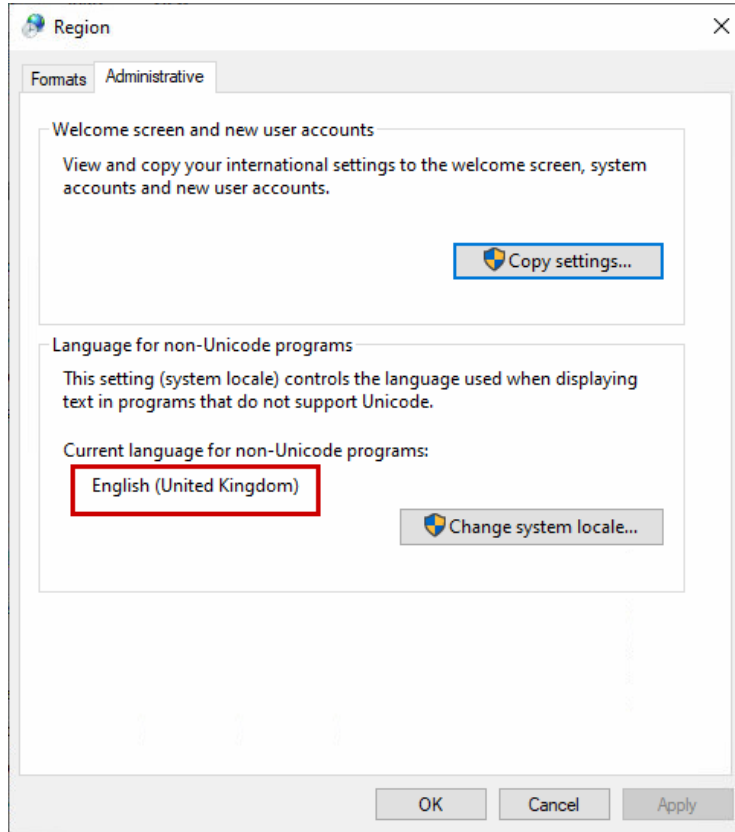 Region
Formats
Administrative
Welcome screen and new user accounts
View and copy your international settings to the welcome screen, system
accounts and new user accounts.
Copy settings...
Language for non-Unicode programs
This setting (system locale) controls the language used when displaying
text in programs that do not support Unicode.
Current language for non-Unicode programs:
English (United Kingdom)
Change system locale...
OK
Cancel
Apply